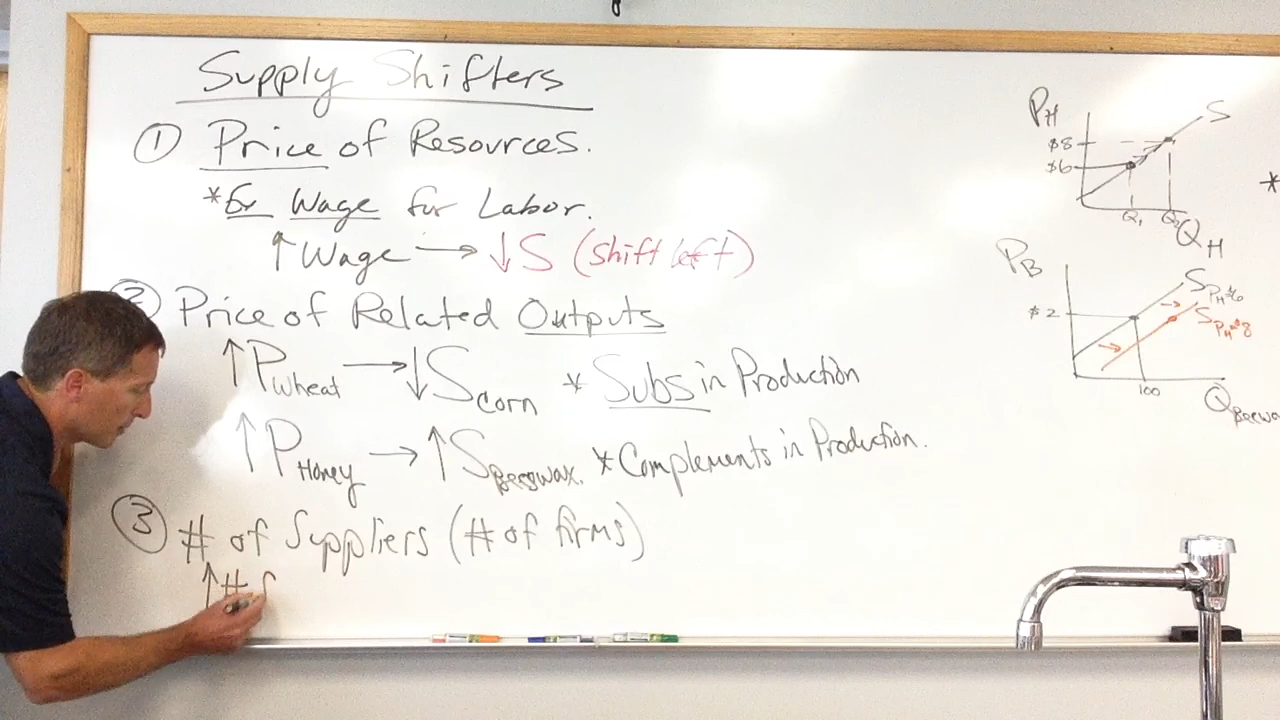 Supply Shifters
① Price of Resources.
* Ex Wage for Labor.
↑ Wage → ↓ S (shift left)
② Price of Related Outputs
↑ P Wheat → ↓ S Corn * Subs in Production
↑ P Honey → ↑ S Beeswax. * Complements in Production.
③ # of Suppliers (# of firms)
↑ # S
P H
S
$8
$6
Q1 Q2
Q H
*
P B
S P H = $6
S P H = $8
$2
→
→
100
Q Beeswa